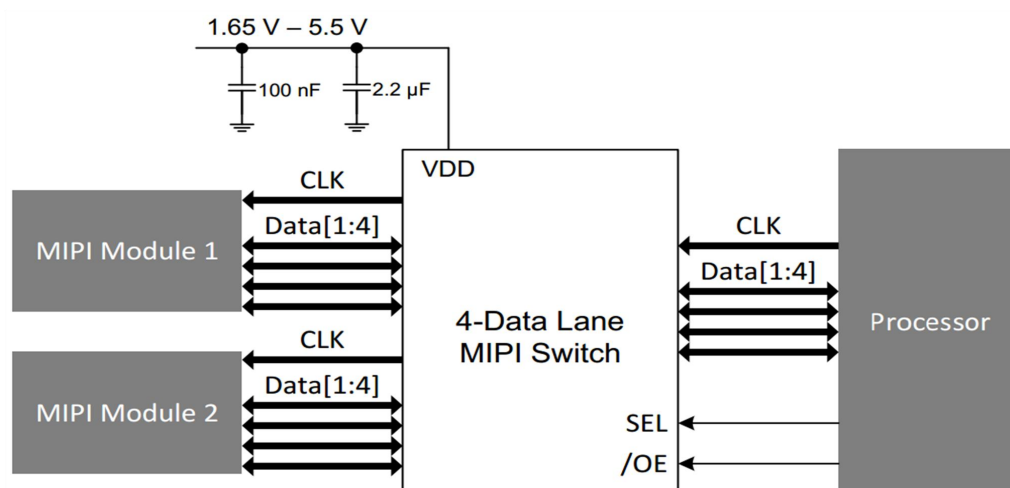 1.65 V – 5.5 V
100 nF
2.2 µF
VDD
CLK
Data[1:4]
MIPI Module 1
CLK
Data[1:4]
MIPI Module 2
4-Data Lane
MIPI Switch
CLK
Data[1:4]
Processor
SEL
/OE